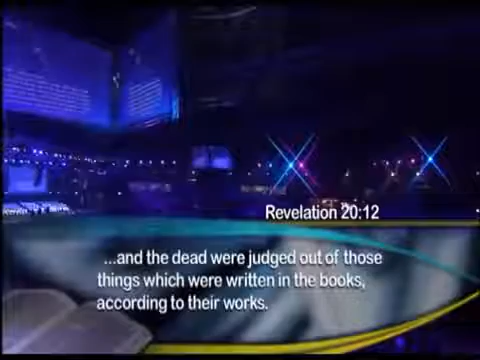 Revelation 20:12
...and the dead were judged out of those
things which were written in the books,
according to their works.